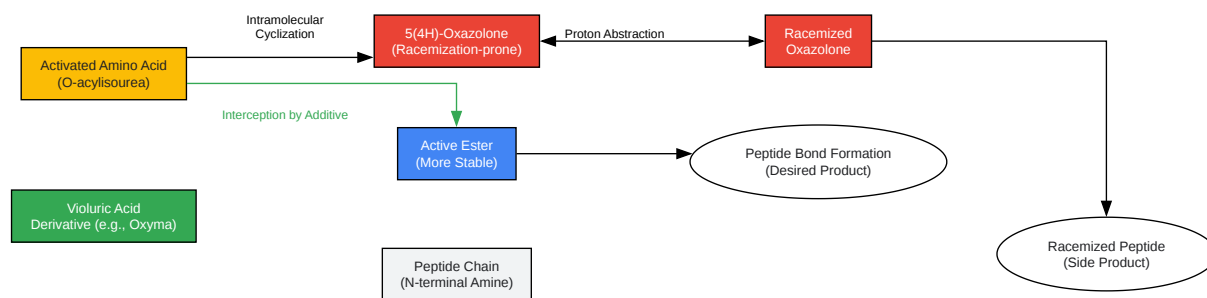 Intramolecular
Cyclization
5(4H)-Oxazolone
(Racemization-prone)
Proton Abstraction
Racemized
Oxazolone
Activated Amino Acid
(O-acylisourea)
Interception by Additive
Active Ester
(More Stable)
Peptide Bond Formation
(Desired Product)
Violuric Acid
Derivative (e.g., Oxyma)
Peptide Chain
(N-terminal Amine)
Racemized Peptide
(Side Product)